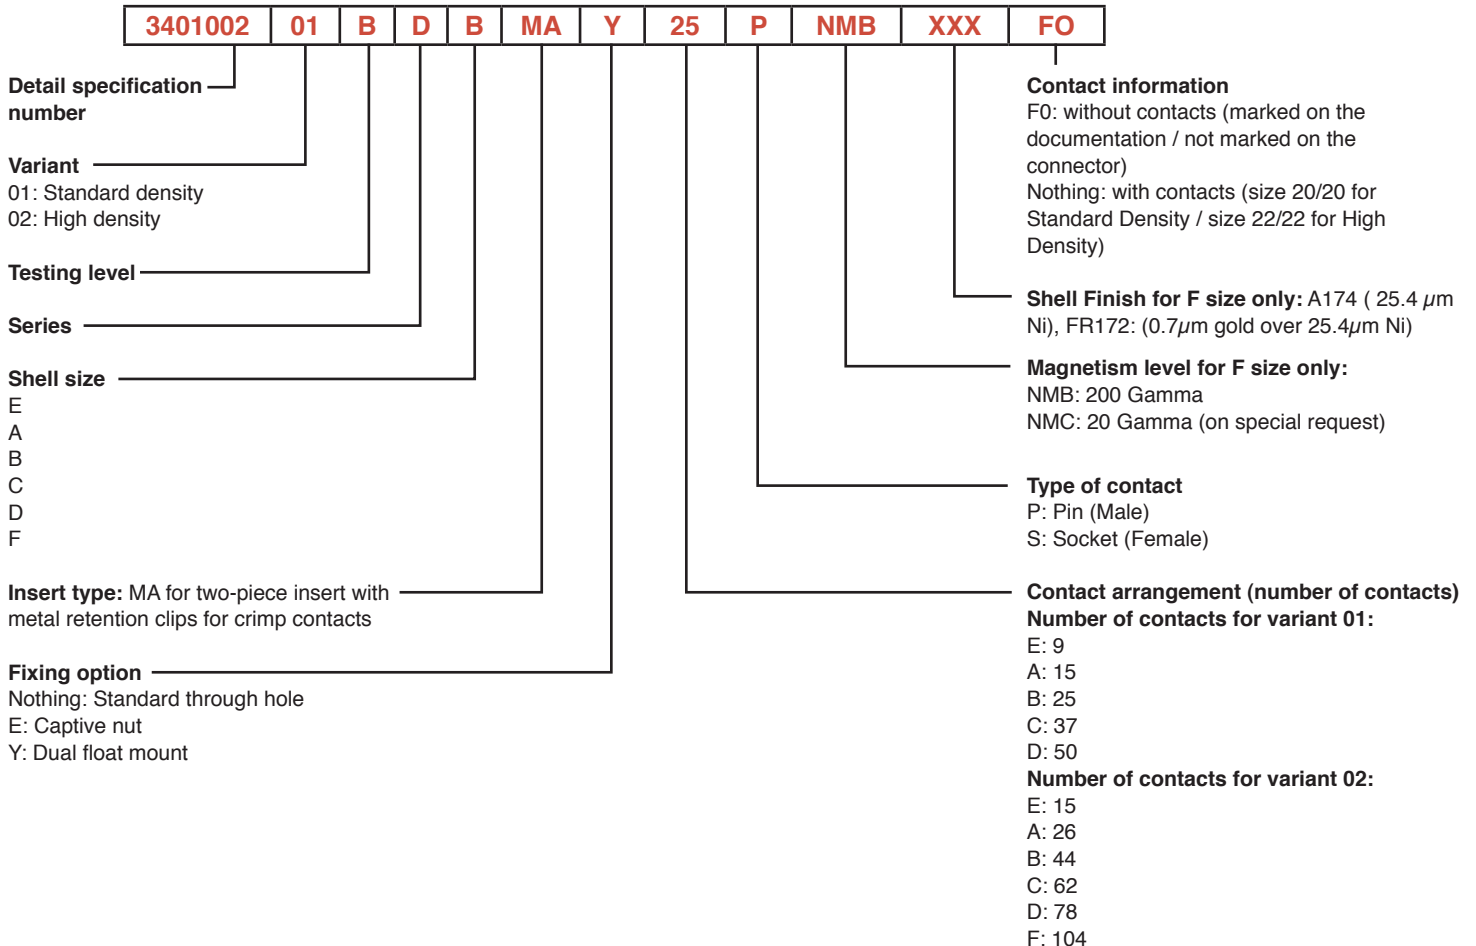 3401002 01 B D B MA Y 25 P NMB XXX FO
Detail specification
number
Variant
01: Standard density
02: High density
Testing level
Series
Shell size
E
A
B
C
D
F
Insert type: MA for two-piece insert with
metal retention clips for crimp contacts
Fixing option
Nothing: Standard through hole
E: Captive nut
Y: Dual float mount
Contact information
F0: without contacts (marked on the
documentation / not marked on the
connector)
Nothing: with contacts (size 20/20 for
Standard Density / size 22/22 for High
Density)
Shell Finish for F size only: A174 ( 25.4 µm
Ni), FR172: (0.7µm gold over 25.4µm Ni)
Magnetism level for F size only:
NMB: 200 Gamma
NMC: 20 Gamma (on special request)
Type of contact
P: Pin (Male)
S: Socket (Female)
Contact arrangement (number of contacts)
Number of contacts for variant 01:
E: 9
A: 15
B: 25
C: 37
D: 50
Number of contacts for variant 02:
E: 15
A: 26
B: 44
C: 62
D: 78
F: 104